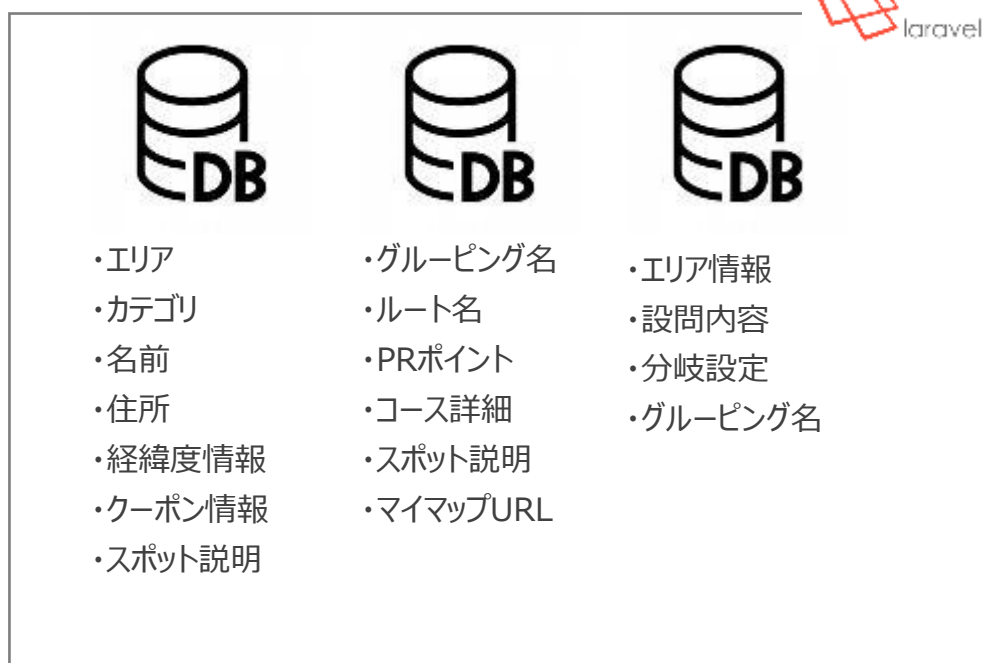 laravel
DB
DB
DB
・エリア
・カテゴリ
・名前
・住所
・経緯度情報
・クーポン情報
・スポット説明
・グルーピング名
・ルート名
・PRポイント
・コース詳細
・スポット説明
・マイマップURL
・エリア情報
・設問内容
・分岐設定
・グルーピング名